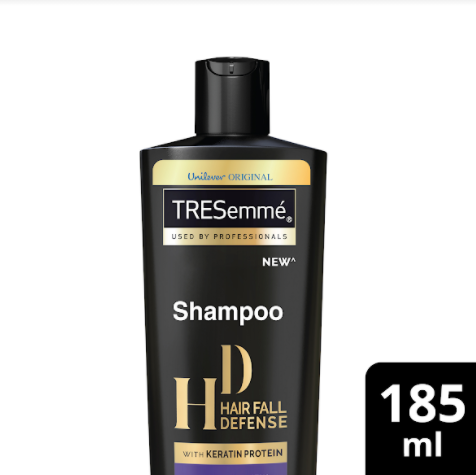 Unilever ORIGINAL
TRESemmé®
USED BY PROFESSIONALS
NEW^
Shampoo
HD
HAIR FALL
DEFENSE
WITH KERATIN PROTEIN
185
ml